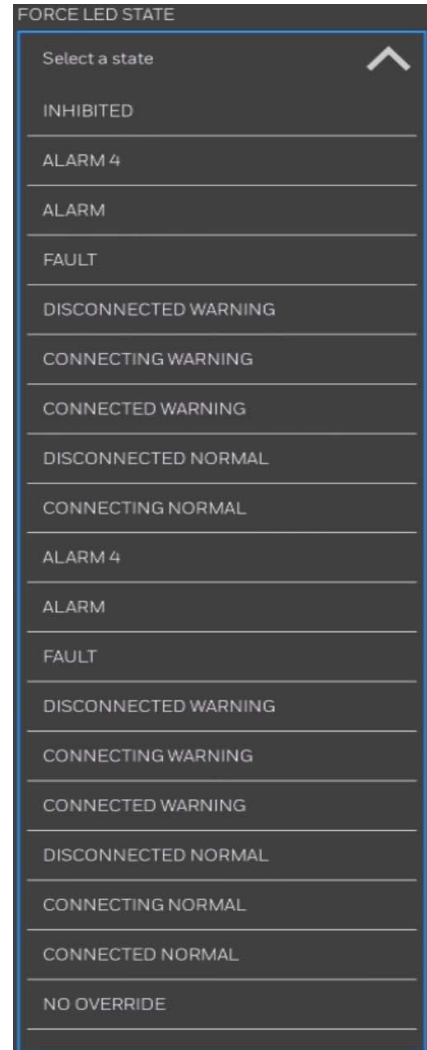 FORCE LED STATE
Select a state
INHIBITED
ALARM 4
ALARM
FAULT
DISCONNECTED WARNING
CONNECTING WARNING
CONNECTED WARNING
DISCONNECTED NORMAL
CONNECTING NORMAL
ALARM 4
ALARM
FAULT
DISCONNECTED WARNING
CONNECTING WARNING
CONNECTED WARNING
DISCONNECTED NORMAL
CONNECTING NORMAL
CONNECTED NORMAL
NO OVERRIDE